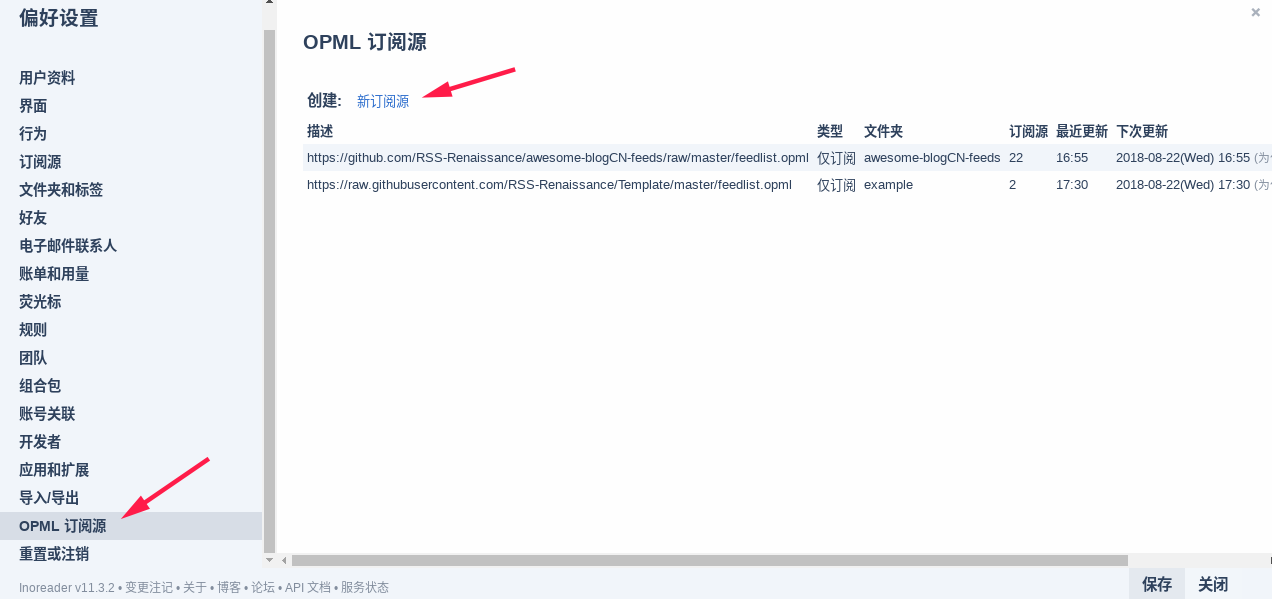 偏好设置
用户资料
界面
行为
订阅源
文件夹和标签
好友
电子邮件联系人
账单和用量
荧光标
规则
团队
组合包
账号关联
开发者
应用和扩展
导入/导出
OPML 订阅源
重置或注销
Inoreader v11.3.2 • 变更注记 • 关于 • 博客 • 论坛 • API 文档 • 服务状态
×
OPML 订阅源
创建: 新订阅源
描述 类型 文件夹 订阅源 最近更新 下次更新
https://github.com/RSS-Renaissance/awesome-blogCN-feeds/raw/master/feedlist.opml 仅订阅 awesome-blogCN-feeds 22 16:55 2018-08-22(Wed) 16:55 (为
https://raw.githubusercontent.com/RSS-Renaissance/Template/master/feedlist.opml 仅订阅 example 2 17:30 2018-08-22(Wed) 17:30 (为
保存 关闭